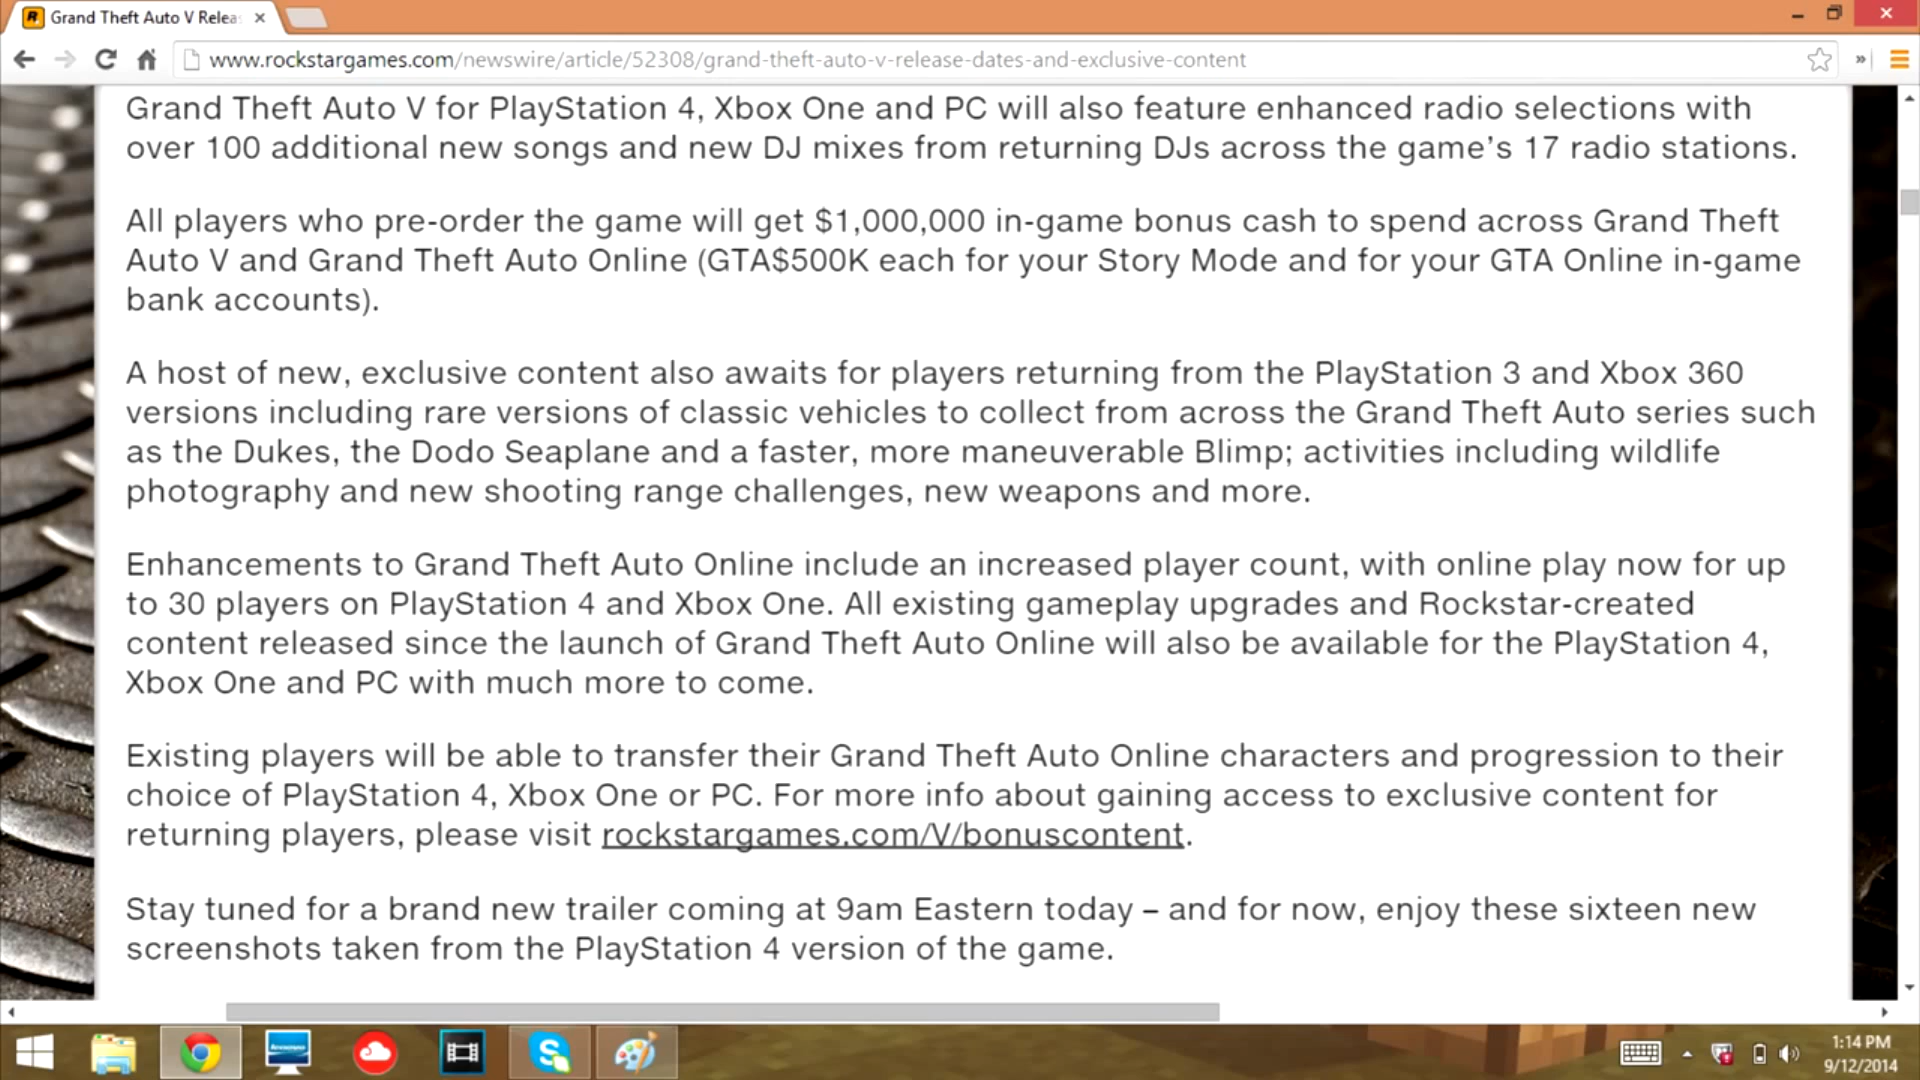 Grand Theft Auto V Relea
www.rockstargames.com/newswire/article/52308/grand-theft-auto-v-release-dates-and-exclusive-content
Grand Theft Auto V for PlayStation 4, Xbox One and PC will also feature enhanced radio selections with
over 100 additional new songs and new DJ mixes from returning DJs across the game’s 17 radio stations.
All players who pre-order the game will get $1,000,000 in-game bonus cash to spend across Grand Theft
Auto V and Grand Theft Auto Online (GTA$500K each for your Story Mode and for your GTA Online in-game
bank accounts).
A host of new, exclusive content also awaits for players returning from the PlayStation 3 and Xbox 360
versions including rare versions of classic vehicles to collect from across the Grand Theft Auto series such
as the Dukes, the Dodo Seaplane and a faster, more maneuverable Blimp; activities including wildlife
photography and new shooting range challenges, new weapons and more.
Enhancements to Grand Theft Auto Online include an increased player count, with online play now for up
to 30 players on PlayStation 4 and Xbox One. All existing gameplay upgrades and Rockstar-created
content released since the launch of Grand Theft Auto Online will also be available for the PlayStation 4,
Xbox One and PC with much more to come.
Existing players will be able to transfer their Grand Theft Auto Online characters and progression to their
choice of PlayStation 4, Xbox One or PC. For more info about gaining access to exclusive content for
returning players, please visit rockstargames.com/V/bonuscontent.
Stay tuned for a brand new trailer coming at 9am Eastern today – and for now, enjoy these sixteen new
screenshots taken from the PlayStation 4 version of the game.
1:14 PM
9/12/2014